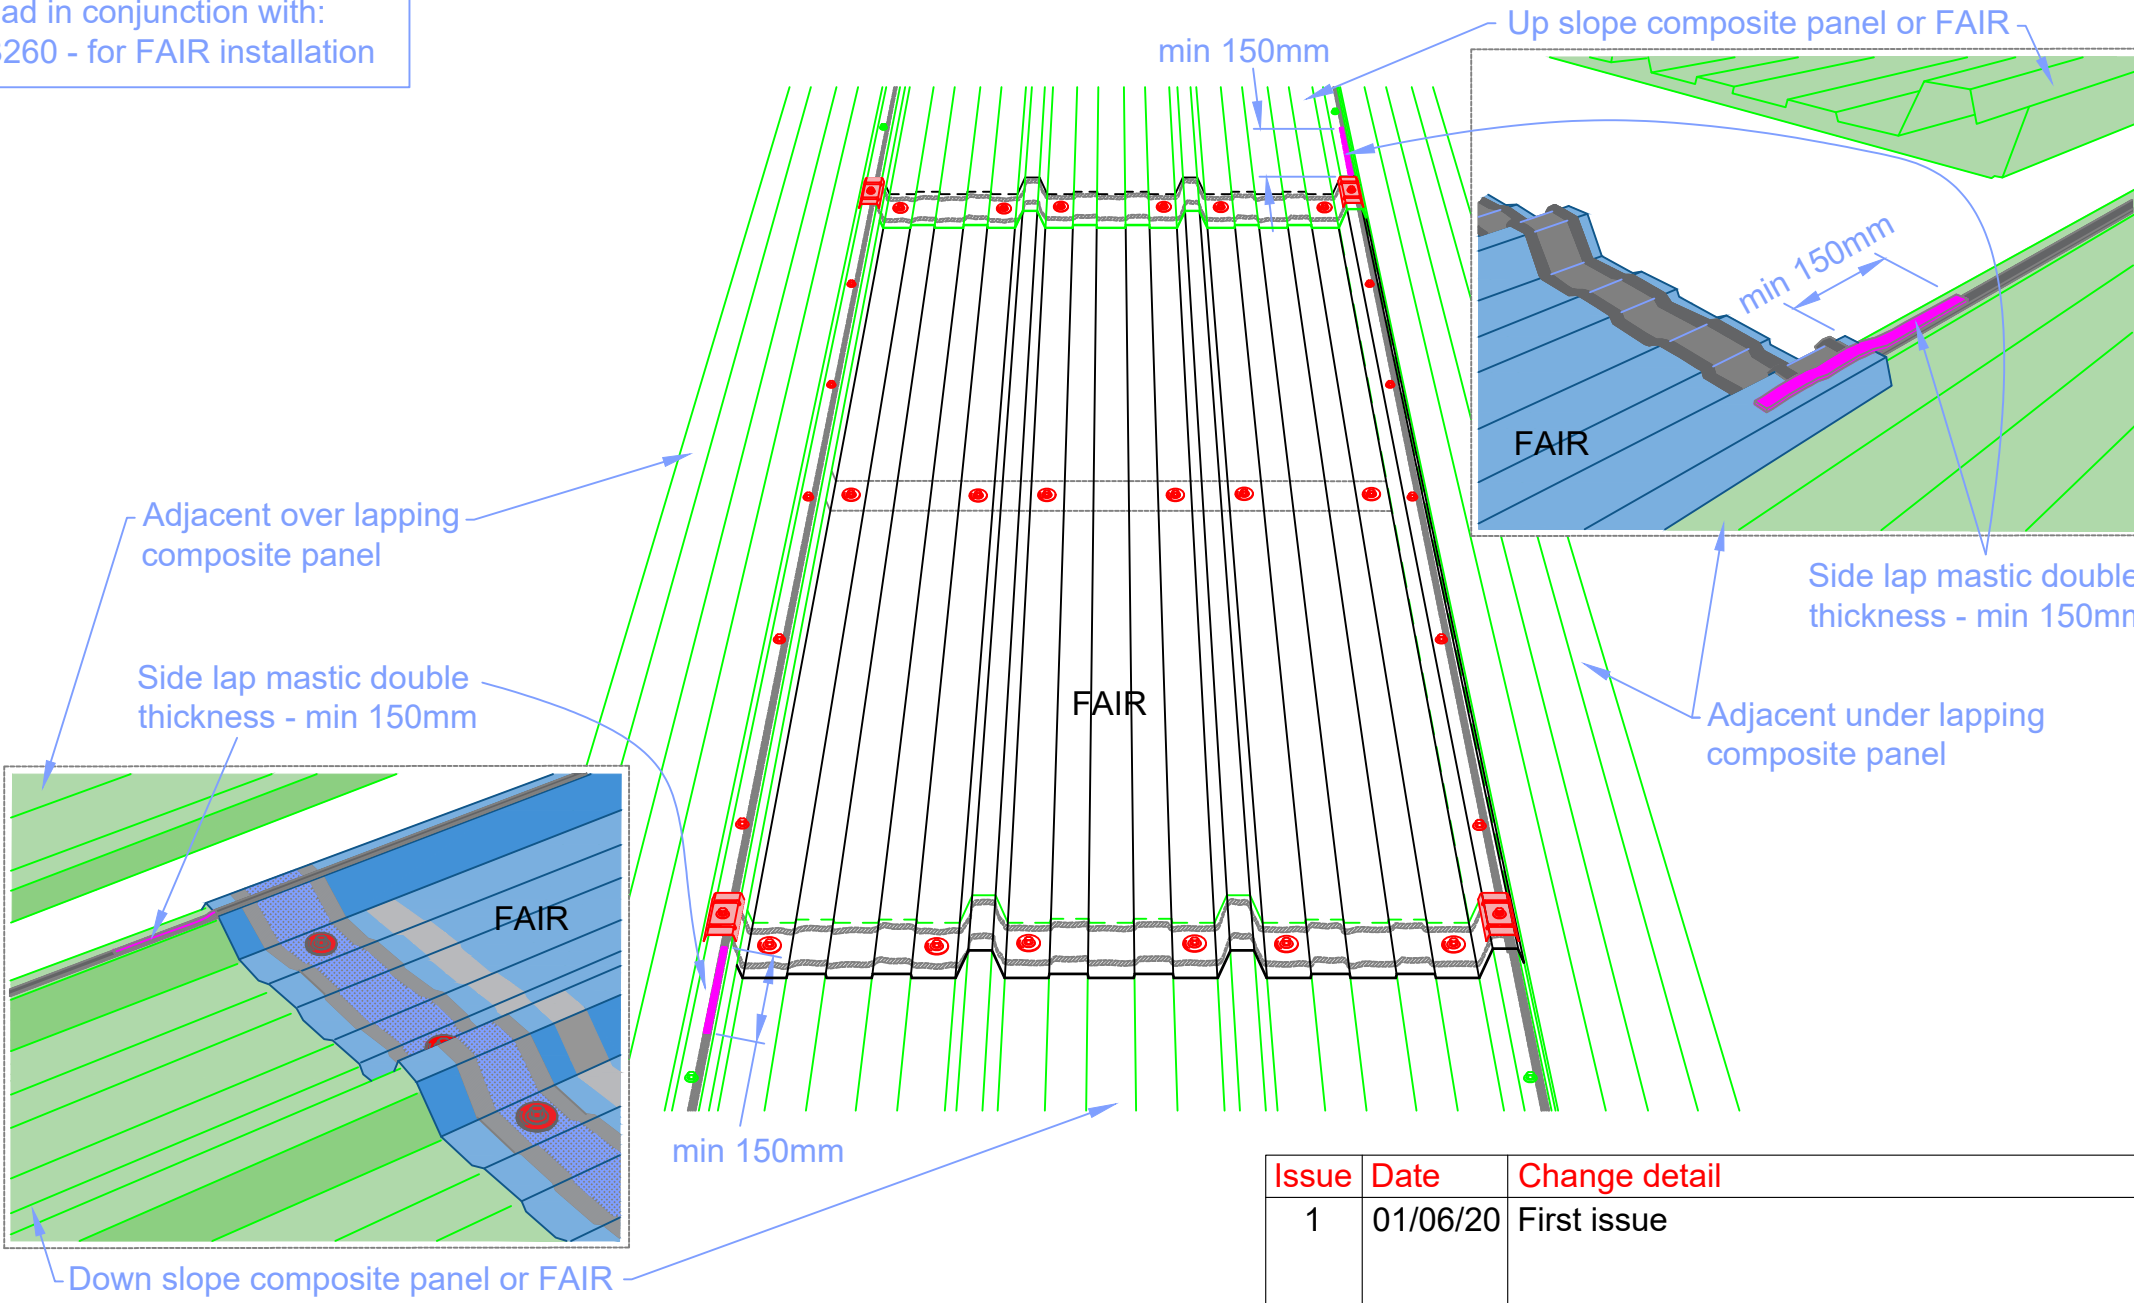 in conjunction with:
260 - for FAIR installation
Up slope composite panel or FAIR
min 150mm
min 150mm
FAIR
Adjacent over lapping
composite panel
Side lap mastic double
thickness - min 150mm
Side lap mastic double
thickness - min 150mm
FAIR
Adjacent under lapping
composite panel
FAIR
min 150mm
Down slope composite panel or FAIR
Issue Date Change detail
1 01/06/20 First issue